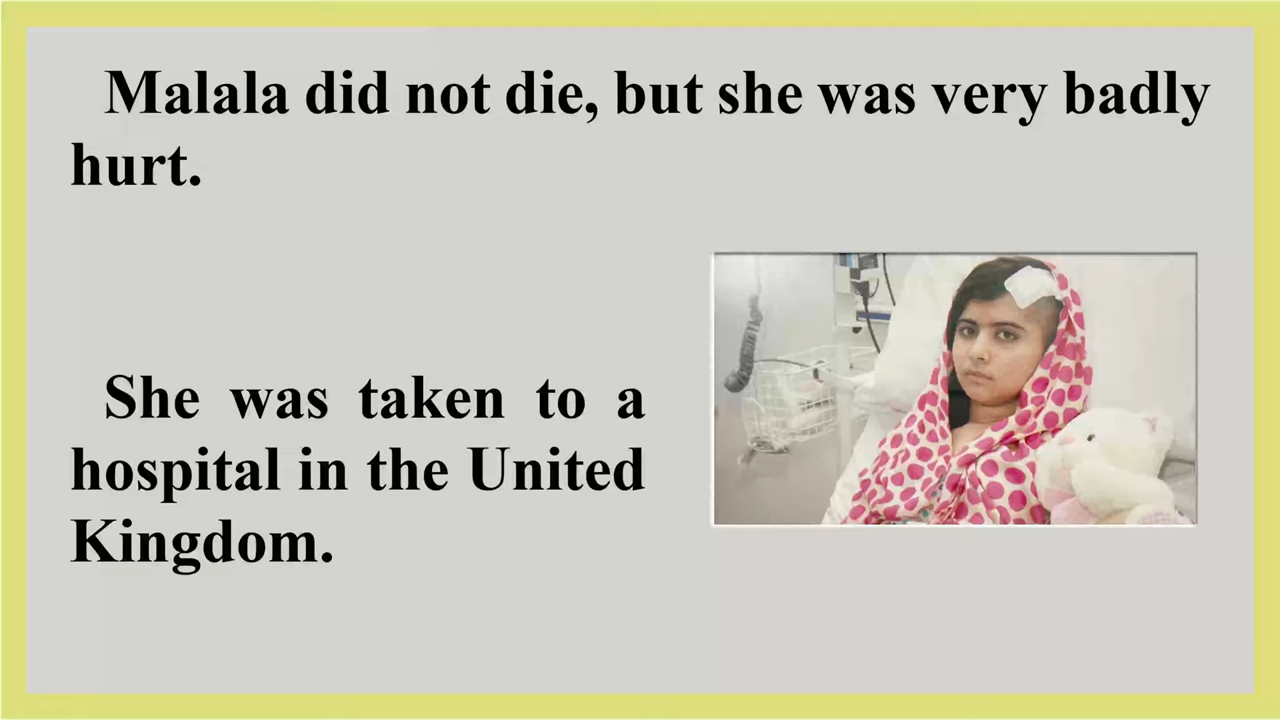 Malala did not die, but she was very badly
hurt.
She was taken to a
hospital in the United
Kingdom.